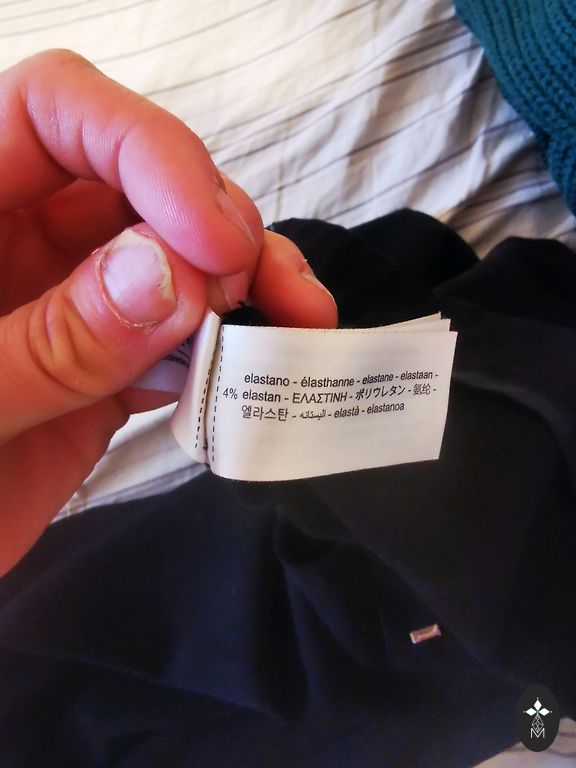 elastano - élasthanne - elastane - elastaan -
4% elastan - ΕΛΑΣΤΙΝΗ - ポリウレタン - 氨纶 -
엘라스탄 - اليستانه - elastà - elastanoa